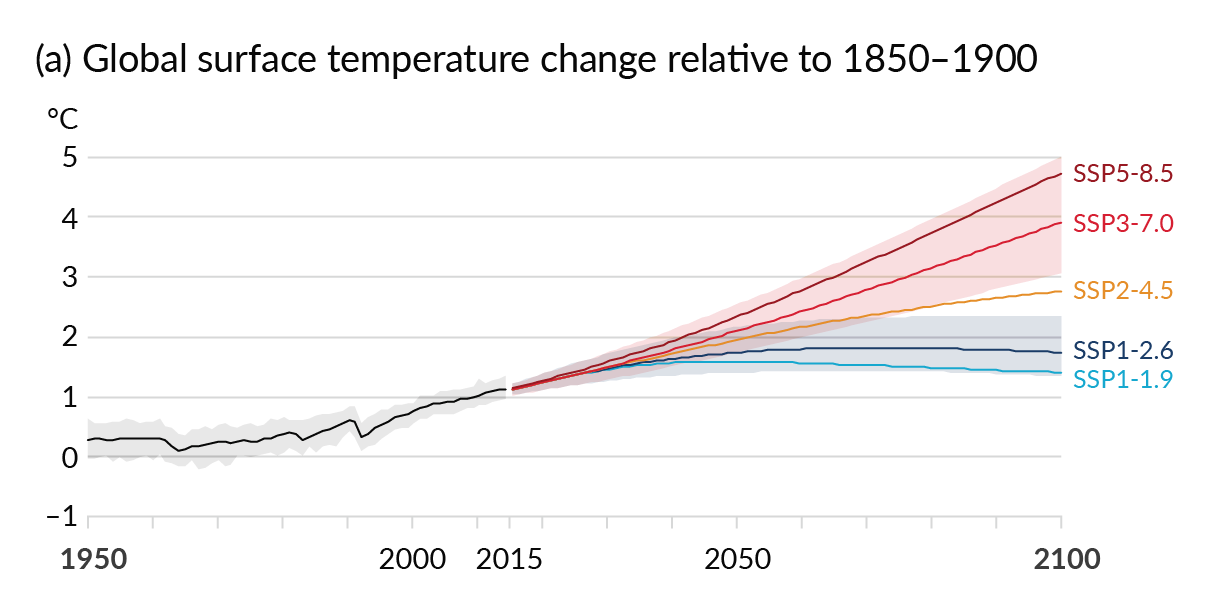 (a) Global surface temperature change relative to 1850–1900
°C
5
SSP5-8.5
4
SSP3-7.0
3
SSP2-4.5
2
SSP1-2.6
SSP1-1.9
1
0
–1
1950 2000 2015 2050 2100